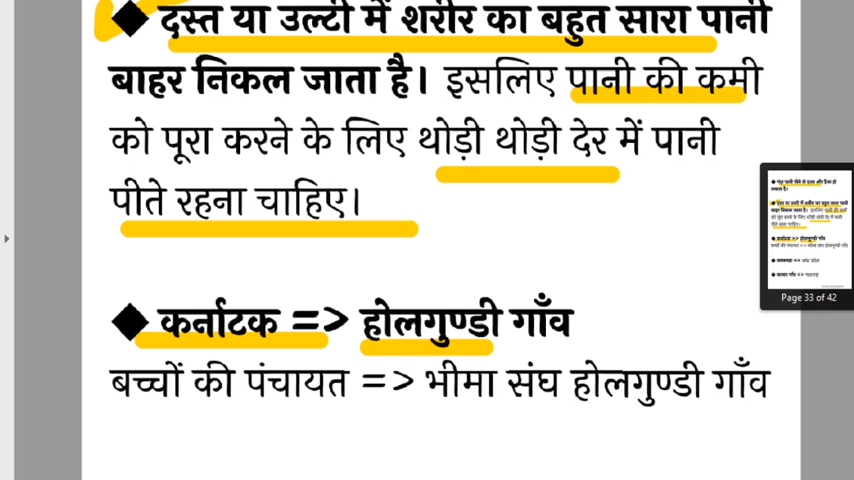 ◆ दस्त या उल्टी में शरीर का बहुत सारा पानी
बाहर निकल जाता है। इसलिए पानी की कमी
को पूरा करने के लिए थोड़ी थोड़ी देर में पानी
पीते रहना चाहिए।
◆ कर्नाटक => होलगुण्डी गाँव
बच्चों की पंचायत => भीमा संघ होलगुण्डी गाँव
Page 33 of 42